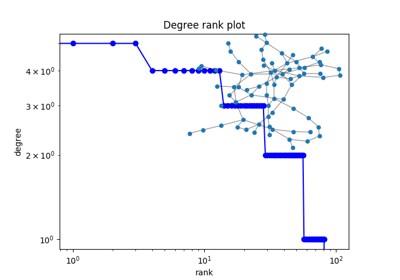 Degree rank plot
degree
4 × 10⁰
3 × 10⁰
2 × 10⁰
10⁰
10⁰ 10¹ 10²
rank